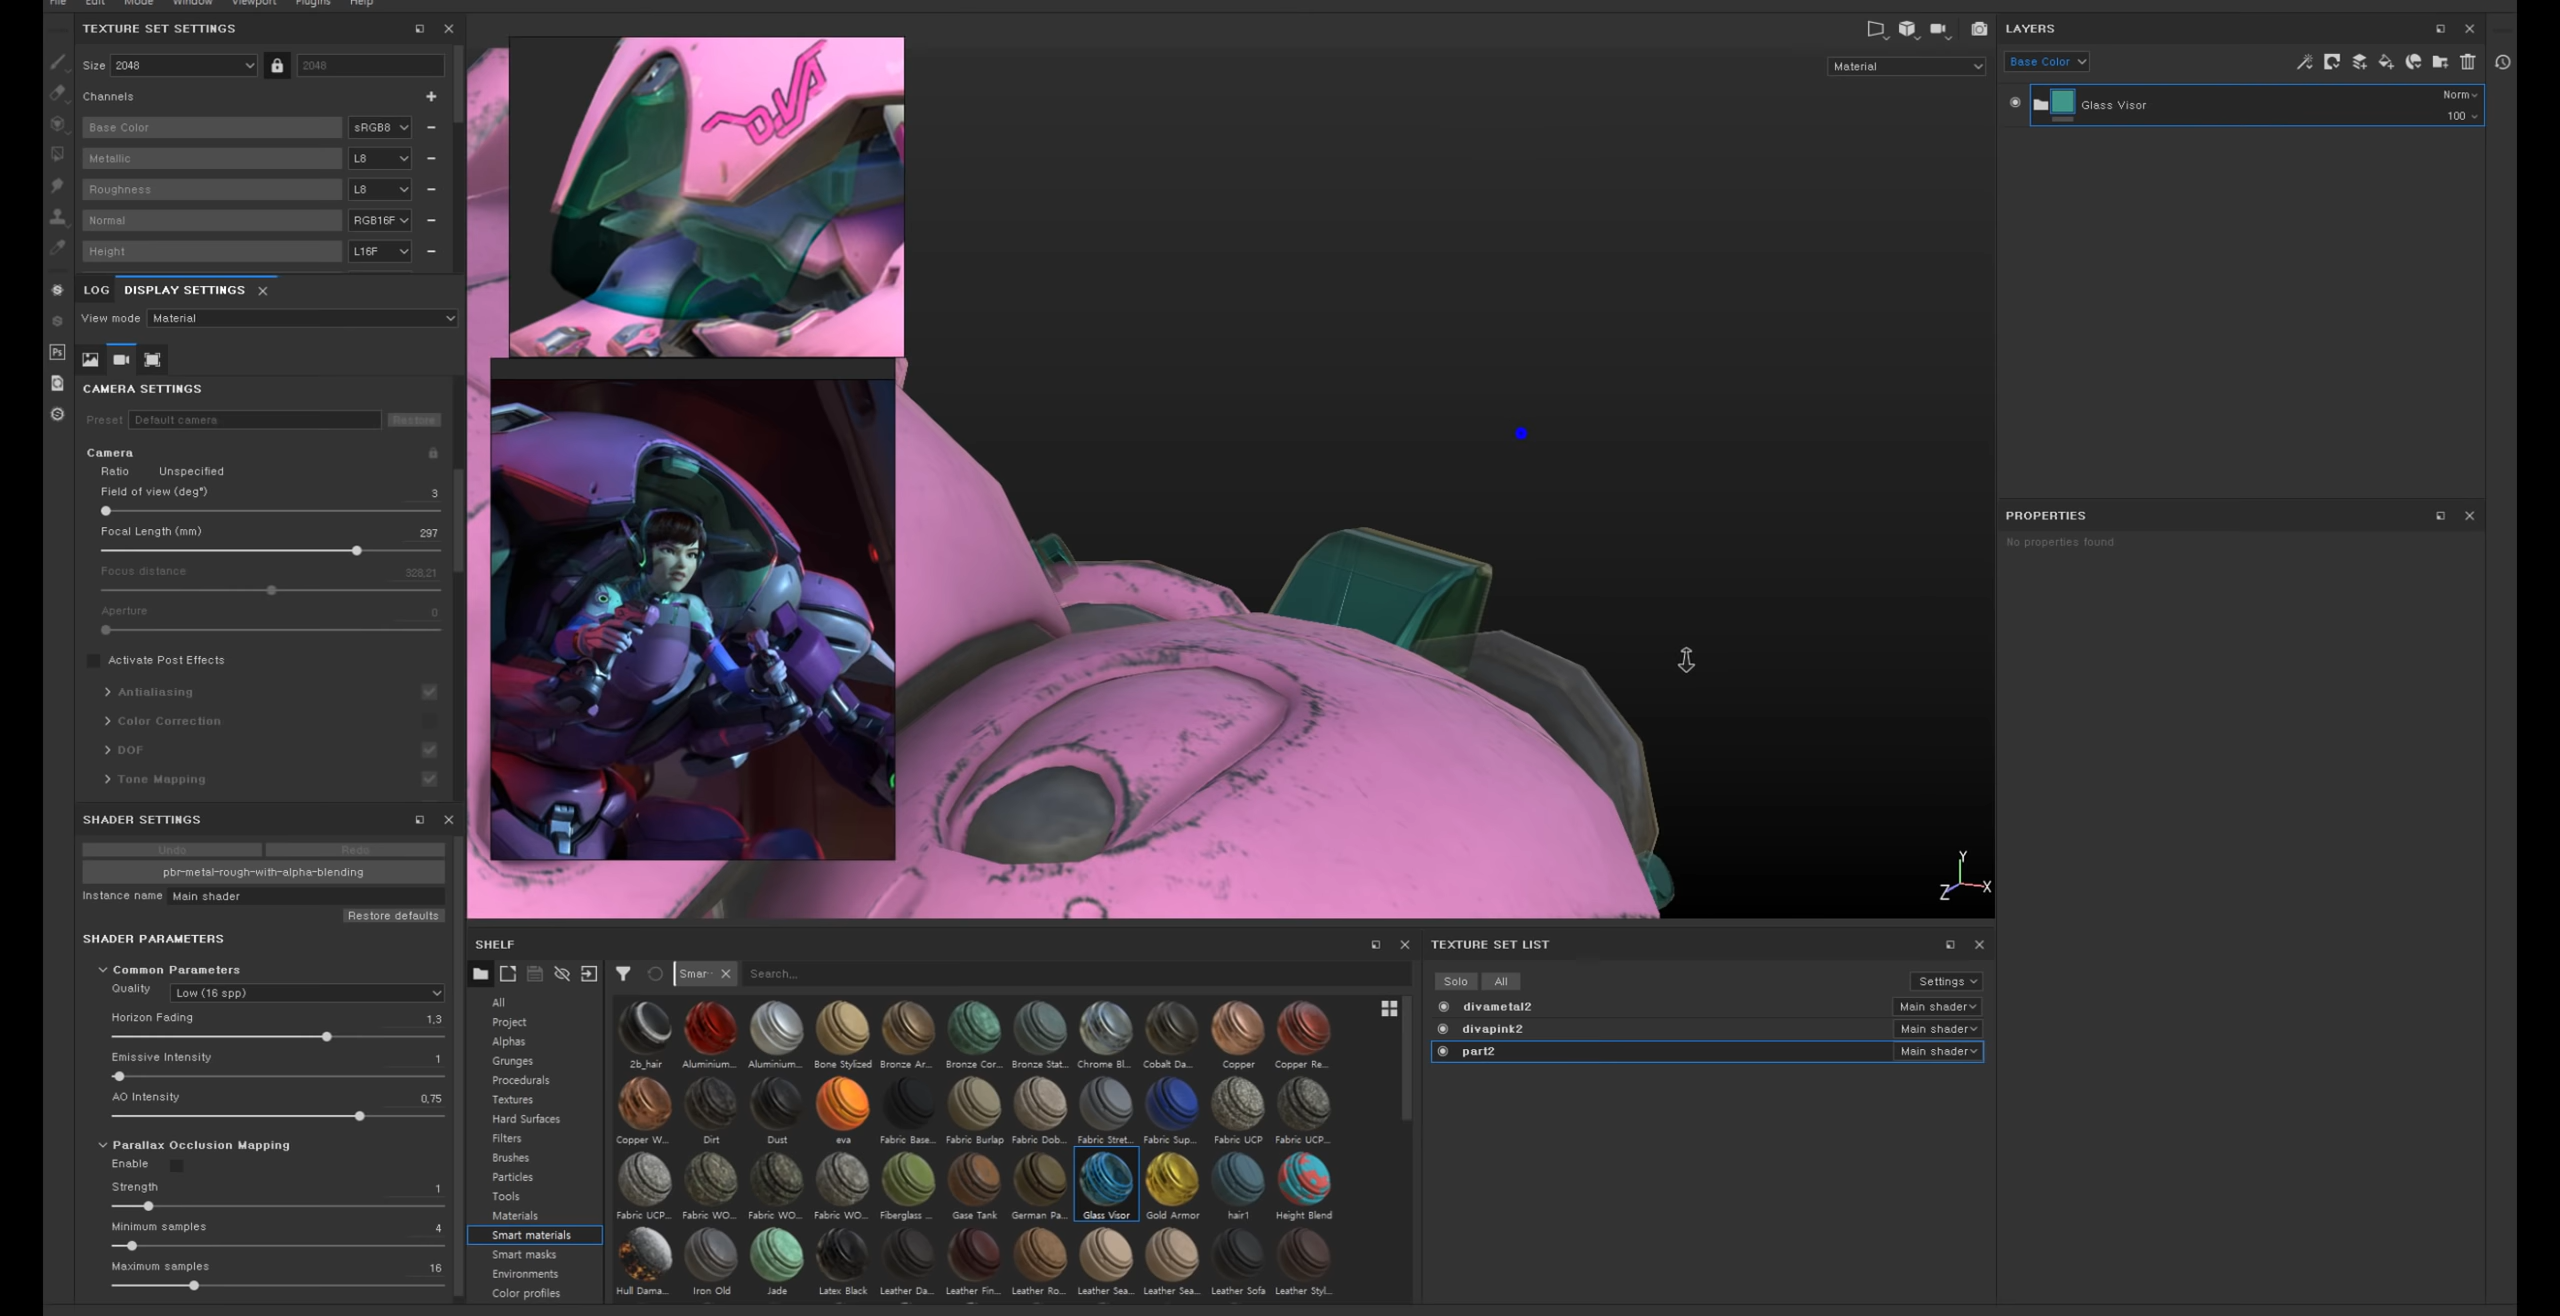 File Edit Mode Window Viewport Plugins Help
TEXTURE SET SETTINGS
Size 2048 2048
Channels
Base Color sRGB8
Metallic L8
Roughness L8
Normal RGB16F
Height L16F
LOG DISPLAY SETTINGS
View mode Material
CAMERA SETTINGS
Preset Default camera Restore
Camera
Ratio Unspecified
Field of view (deg°) 3
Focal Length (mm) 297
Focus distance 328,21
Aperture 0
Activate Post Effects
Antialiasing
Color Correction
DOF
Tone Mapping
SHADER SETTINGS
Undo Redo
pbr-metal-rough-with-alpha-blending
Instance name Main shader
Restore defaults
SHADER PARAMETERS
Common Parameters
Quality Low (16 spp)
Horizon Fading 1,3
Emissive Intensity 1
AO Intensity 0,75
Parallax Occlusion Mapping
Enable
Strength 1
Minimum samples 4
Maximum samples 16
D.VA
Material
Y
Z X
SHELF
Smar··
Search...
All
Project
Alphas
Grunges
Procedurals
Textures
Hard Surfaces
Filters
Brushes
Particles
Tools
Materials
Smart materials
Smart masks
Environments
Color profiles
2b_hair Aluminium... Aluminium... Bone Stylized Bronze Ar... Bronze Cor... Bronze Stat... Chrome Bl... Cobalt Da... Copper Copper Re...
Copper W... Dirt Dust eva Fabric Base... Fabric Burlap Fabric Dob... Fabric Stret... Fabric Sup... Fabric UCP Fabric UCP...
Fabric UCP... Fabric WO... Fabric WO... Fabric WO... Fiberglass ... Gase Tank German Pa... Glass Visor Gold Armor hair1 Height Blend
Hull Dama... Iron Old Jade Latex Black Leather Da... Leather Fin... Leather Ro... Leather Sea... Leather Sea... Leather Sofa Leather Styl...
TEXTURE SET LIST
Solo All Settings
divametal2 Main shader
divapink2 Main shader
part2 Main shader
LAYERS
Base Color
Glass Visor Norm
100
PROPERTIES
No properties found
Ps